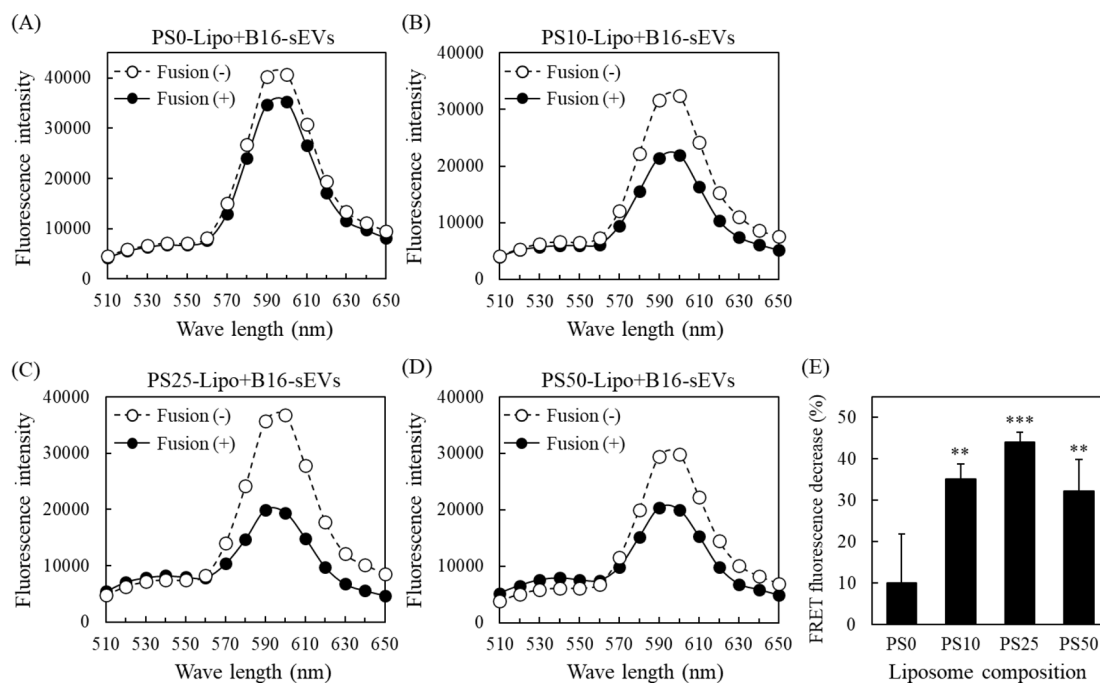 (A)
PS0-Lipo+B16-sEVs
Fluorescence intensity
40000
30000
20000
10000
0
Fusion (-)
Fusion (+)
510 530 550 570 590 610 630 650
Wave length (nm)
(B)
PS10-Lipo+B16-sEVs
Fluorescence intensity
40000
30000
20000
10000
0
Fusion (-)
Fusion (+)
510 530 550 570 590 610 630 650
Wave length (nm)
(C)
PS25-Lipo+B16-sEVs
Fluorescence intensity
40000
30000
20000
10000
0
Fusion (-)
Fusion (+)
510 530 550 570 590 610 630 650
Wave length (nm)
(D)
PS50-Lipo+B16-sEVs
Fluorescence intensity
40000
30000
20000
10000
0
Fusion (-)
Fusion (+)
510 530 550 570 590 610 630 650
Wave length (nm)
(E)
FRET fluorescence decrease (%)
50
40
30
20
10
0
** *** **
PS0 PS10 PS25 PS50
Liposome composition